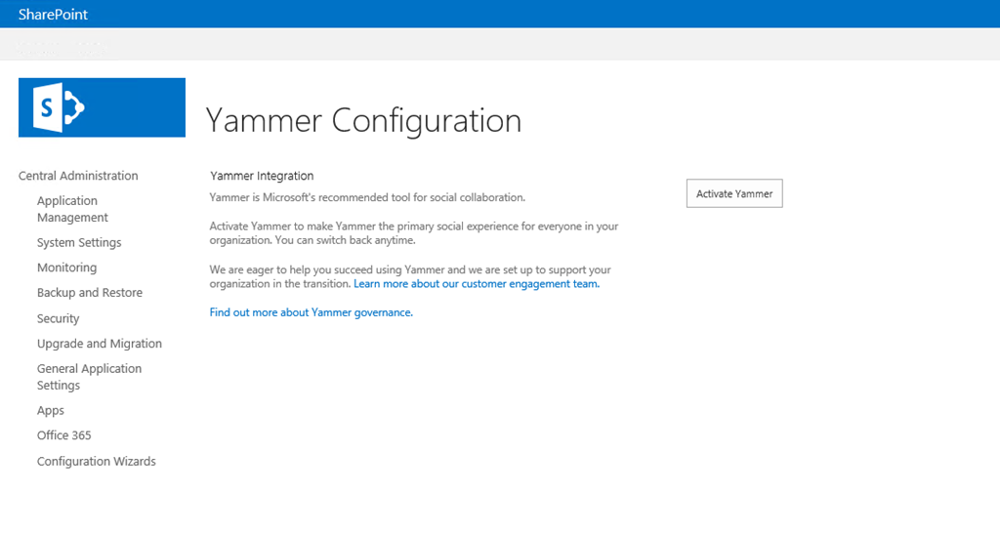 SharePoint
S
Yammer Configuration
Central Administration
Application
Management
System Settings
Monitoring
Backup and Restore
Security
Upgrade and Migration
General Application
Settings
Apps
Office 365
Configuration Wizards
Yammer Integration
Yammer is Microsoft's recommended tool for social collaboration.
Activate Yammer to make Yammer the primary social experience for everyone in your
organization. You can switch back anytime.
We are eager to help you succeed using Yammer and we are set up to support your
organization in the transition. Learn more about our customer engagement team.
Find out more about Yammer governance.
Activate Yammer